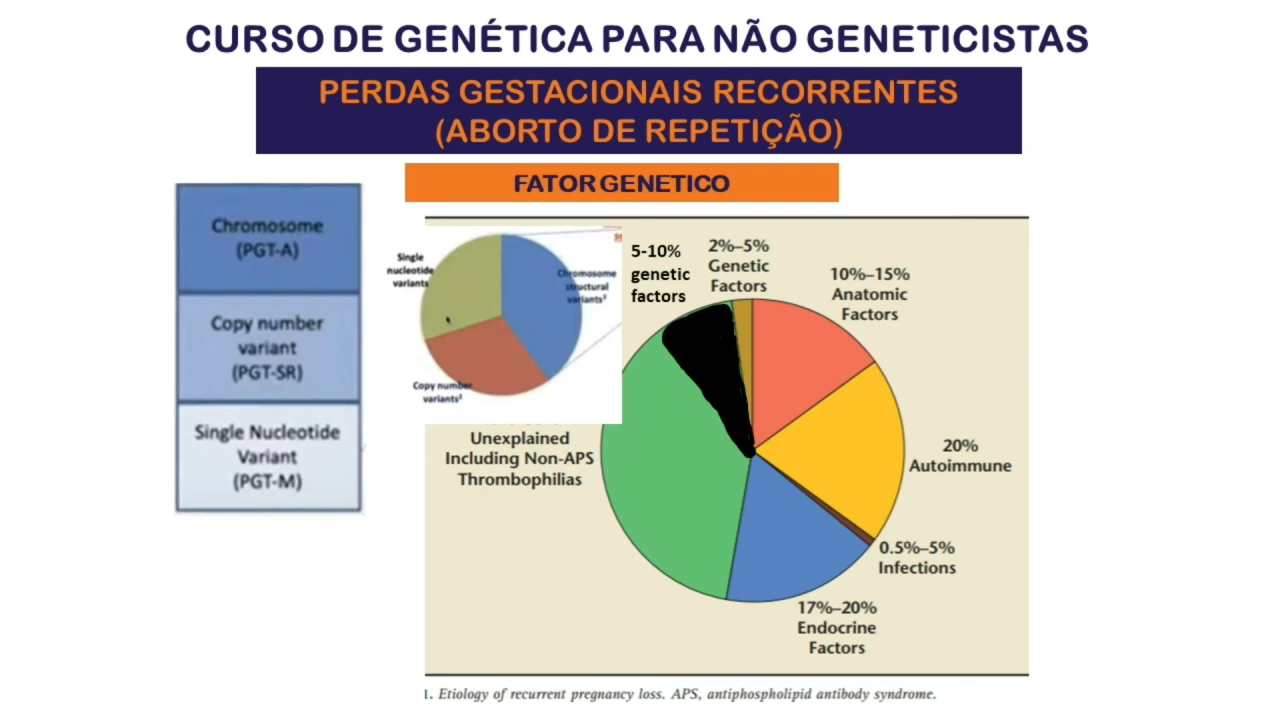 CURSO DE GENÉTICA PARA NÃO GENETICISTAS
PERDAS GESTACIONAIS RECORRENTES
(ABORTO DE REPETIÇÃO)
FATOR GENETICO
Chromosome
(PGT-A)
Copy number
variant
(PGT-SR)
Single Nucleotide
Variant
(PGT-M)
Single
nucleotide
variants
Chromosome
structural
variants³
Copy number
variants²
5-10%
genetic
factors
2%–5%
Genetic
Factors
10%–15%
Anatomic
Factors
20%
Autoimmune
0.5%–5%
Infections
17%–20%
Endocrine
Factors
Unexplained
Including Non-APS
Thrombophilias
1. Etiology of recurrent pregnancy loss. APS, antiphospholipid antibody syndrome.